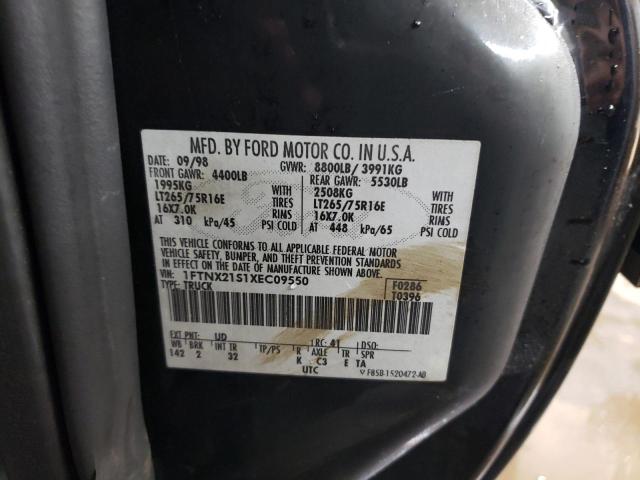 MFD. BY FORD MOTOR CO. IN U.S.A.
DATE: 09/98 GVWR: 8800LB/ 3991KG
FRONT GAWR: 4400LB REAR GAWR: 5530LB
1995KG WITH 2508KG WITH
LT265/75R16E TIRES LT265/75R16E TIRES
16X7.0K RIMS 16X7.0K RIMS
AT 310 kPa/45 PSI COLD AT 448 kPa/65 PSI COLD
THIS VEHICLE CONFORMS TO ALL APPLICABLE FEDERAL MOTOR
VEHICLE SAFETY, BUMPER, AND THEFT PREVENTION STANDARDS
IN EFFECT ON THE DATE OF MANUFACTURE SHOWN ABOVE.
VIN: 1FTNX21S1XEC09550 F0286
TYPE: TRUCK T0396
EXT PNT: UD RC: 41 DSO:
WB BRK INT TR TP/PS R AXLE TR SPR
142 2 32 K C3 E TA
UTC F85B-1520472-AB